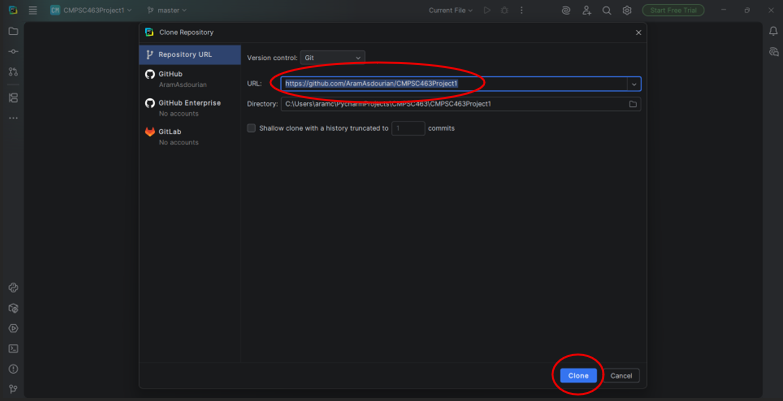 CMPSC463Project1
master
Current File
Start Free Trial
Clone Repository
Repository URL
GitHub
AramAsdourian
GitHub Enterprise
No accounts
GitLab
No accounts
Version control: Git
URL: https://github.com/AramAsdourian/CMPSC463Project1
Directory: C:\Users\aramc\PycharmProjects\CMPSC463\CMPSC463Project1
Shallow clone with a history truncated to 1 commits
Clone
Cancel